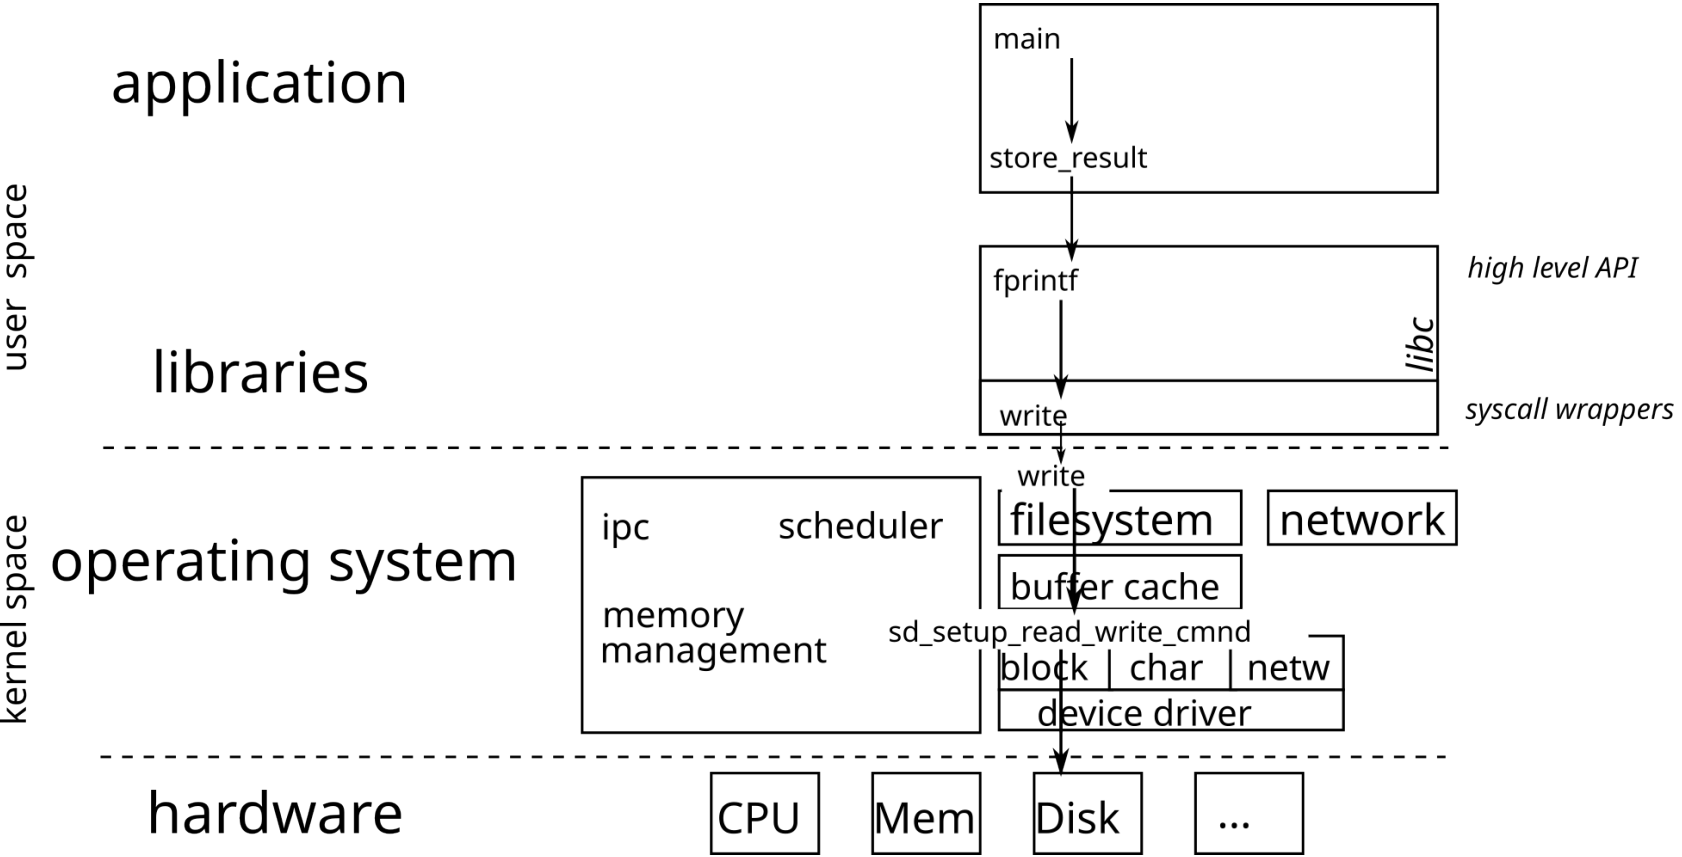 main
application
store_result
user space
fprintf
high level API
libc
libraries
write
syscall wrappers
write
ipc
scheduler
filesystem
network
operating system
kernel space
buffer cache
memory
management
sd_setup_read_write_cmnd
block
char
netw
device driver
hardware
CPU
Mem
Disk
...